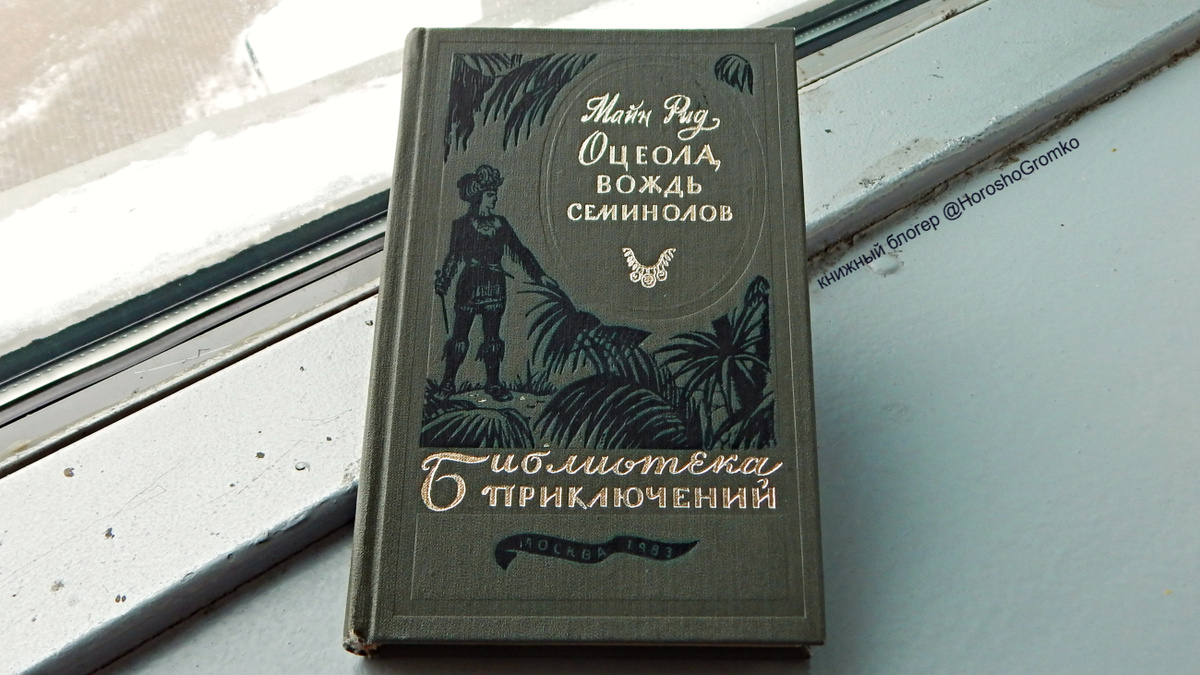 Майн Рид
Оцеола,
вождь
семинолов
Библиотека
приключений
Москва 1983
книжный блогер @HoroshoGromko